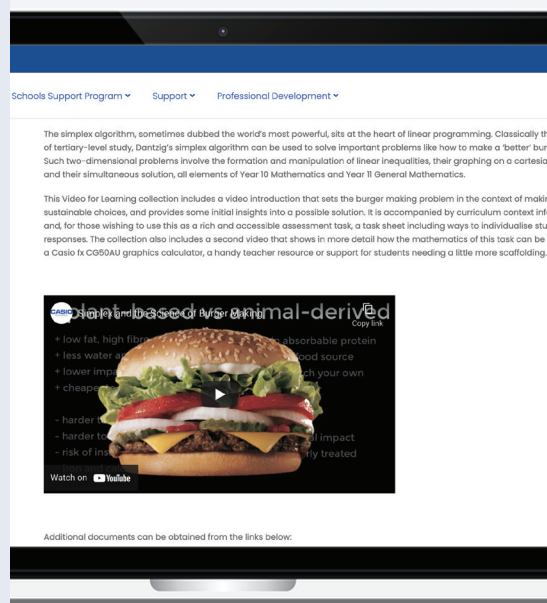 Schools Support Program Support Professional Development
The simplex algorithm, sometimes dubbed the world's most powerful, sits at the heart of linear programming. Classically th
of tertiary-level study, Dantzig's simplex algorithm can be used to solve important problems like how to make a 'better' bur
Such two-dimensional problems involve the formation and manipulation of linear inequalities, their graphing on a cartesia
and their simultaneous solution, all elements of Year 10 Mathematics and Year 11 General Mathematics.
This Video for Learning collection includes a video introduction that sets the burger making problem in the context of makin
sustainable choices, and provides some initial insights into a possible solution. It is accompanied by curriculum context inf
and, for those wishing to use this as a rich and accessible assessment task, a task sheet including ways to individualise stu
responses. The collection also includes a second video that shows in more detail how the mathematics of this task can be
a Casio fx CG50AU graphics calculator, a handy teacher resource or support for students needing a little more scaffolding.
plant-based vs animal-derived
CASIO Simplex and the Science of Burger Making
Copy link
+ low fat, high fibre absorbable protein
+ less water food source
+ lower impa ch your own
+ cheape
- harder
- harder to l impact
- risk of ins rly treated
Watch on YouTube
Additional documents can be obtained from the links below: